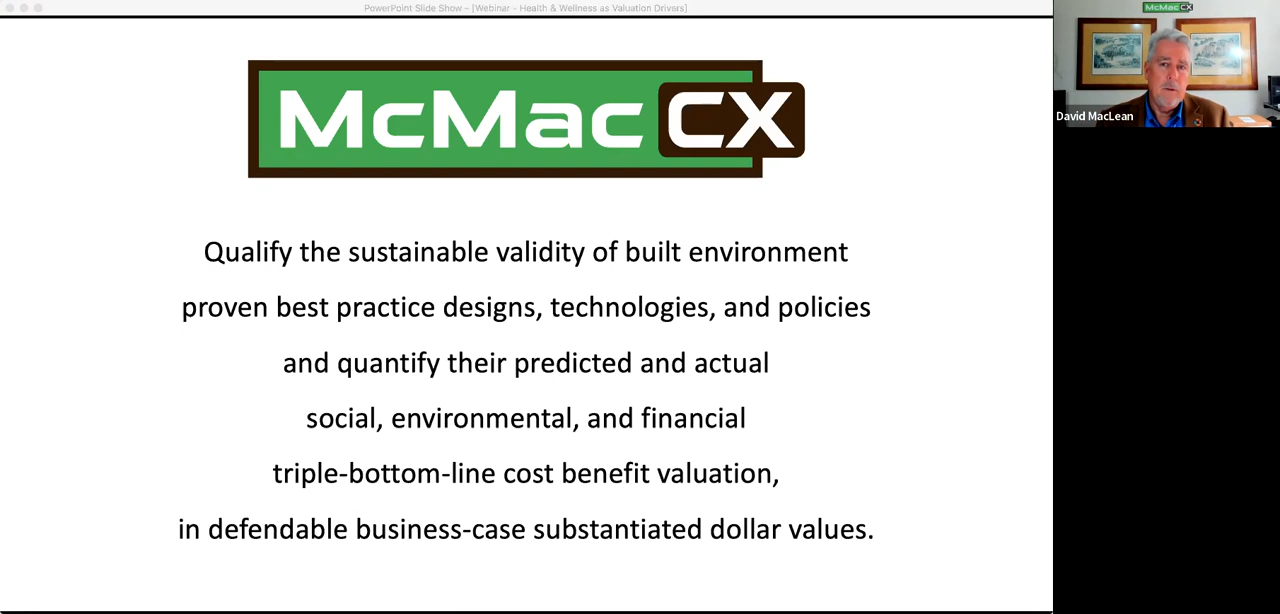 PowerPoint Slide Show – [Webinar - Health & Wellness as Valuation Drivers]
McMac CX
McMac CX
David MacLean
Qualify the sustainable validity of built environment
proven best practice designs, technologies, and policies
and quantify their predicted and actual
social, environmental, and financial
triple-bottom-line cost benefit valuation,
in defendable business-case substantiated dollar values.